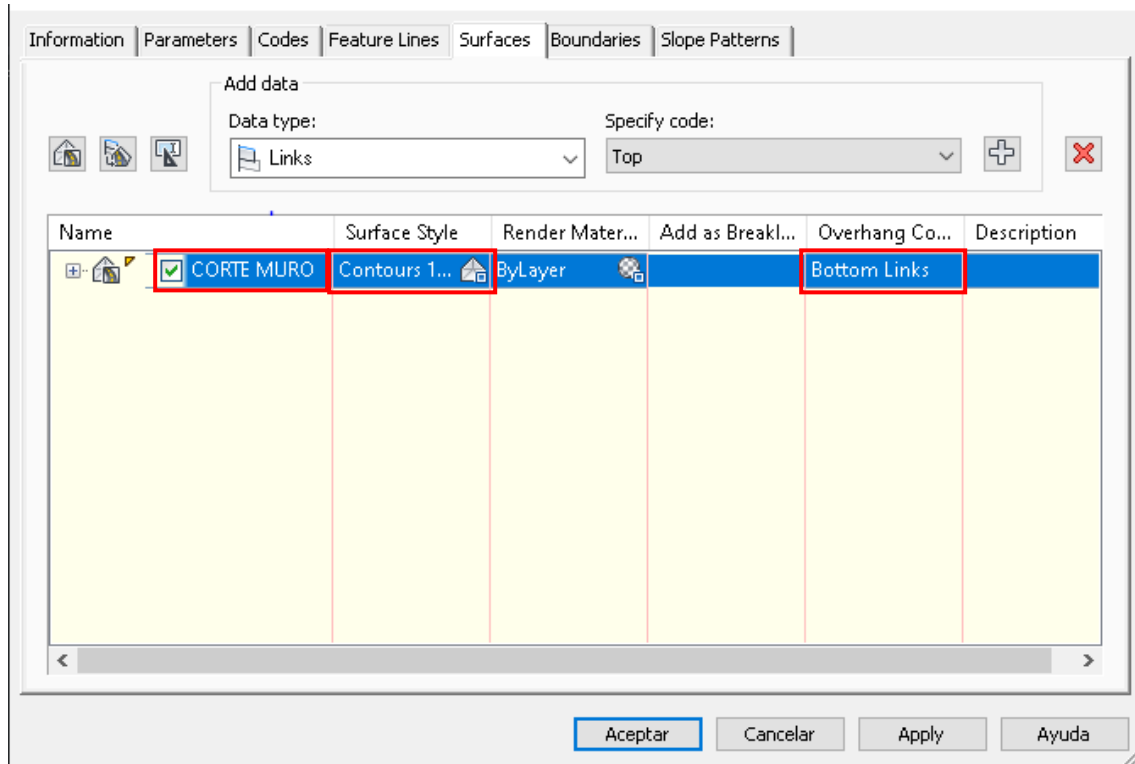 Information Parameters Codes Feature Lines Surfaces Boundaries Slope Patterns
Add data
Data type: Specify code:
Links Top
Name Surface Style Render Mater... Add as Breakl... Overhang Co... Description
CORTE MURO Contours 1... ByLayer Bottom Links
Aceptar Cancelar Apply Ayuda